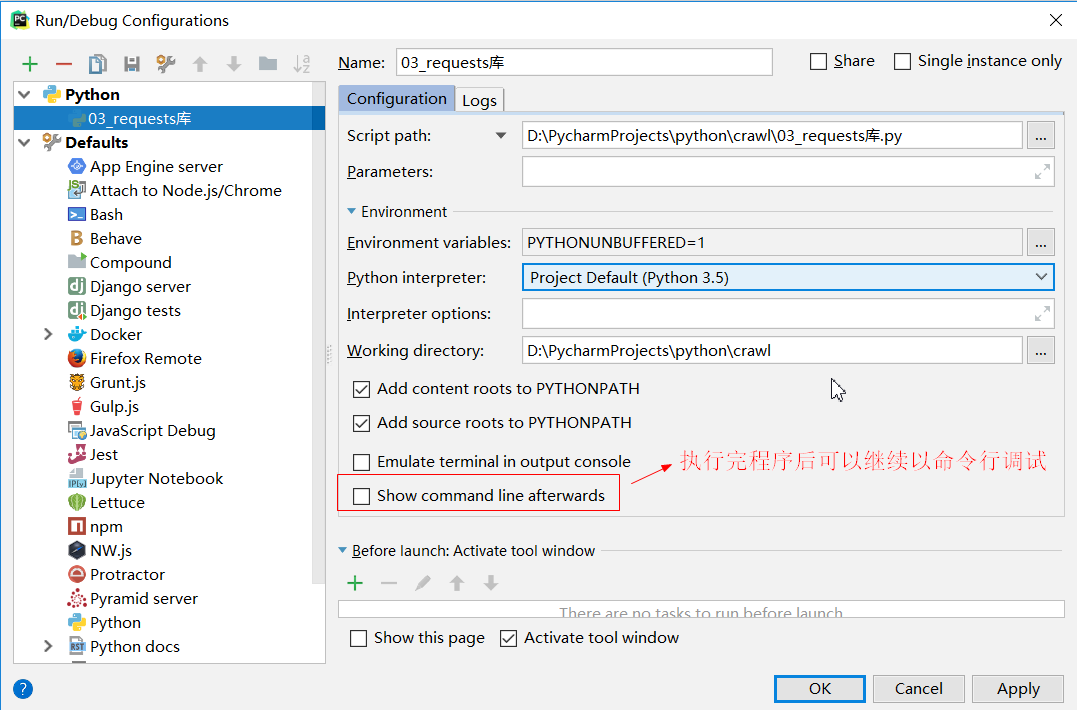 Run/Debug Configurations
Name: 03_requests库 Share Single instance only
Python
03_requests库
Defaults
App Engine server
Attach to Node.js/Chrome
Bash
Behave
Compound
Django server
Django tests
Docker
Firefox Remote
Grunt.js
Gulp.js
JavaScript Debug
Jest
Jupyter Notebook
Lettuce
npm
NW.js
Protractor
Pyramid server
Python
Python docs
Configuration Logs
Script path: D:\PycharmProjects\python\crawl\03_requests库.py ...
Parameters:
Environment
Environment variables: PYTHONUNBUFFERED=1 ...
Python interpreter: Project Default (Python 3.5)
Interpreter options:
Working directory: D:\PycharmProjects\python\crawl ...
Add content roots to PYTHONPATH
Add source roots to PYTHONPATH
Emulate terminal in output console
执行完程序后可以继续以命令行调试
Show command line afterwards
Before launch: Activate tool window
There are no tasks to run before launch
Show this page Activate tool window
? OK Cancel Apply